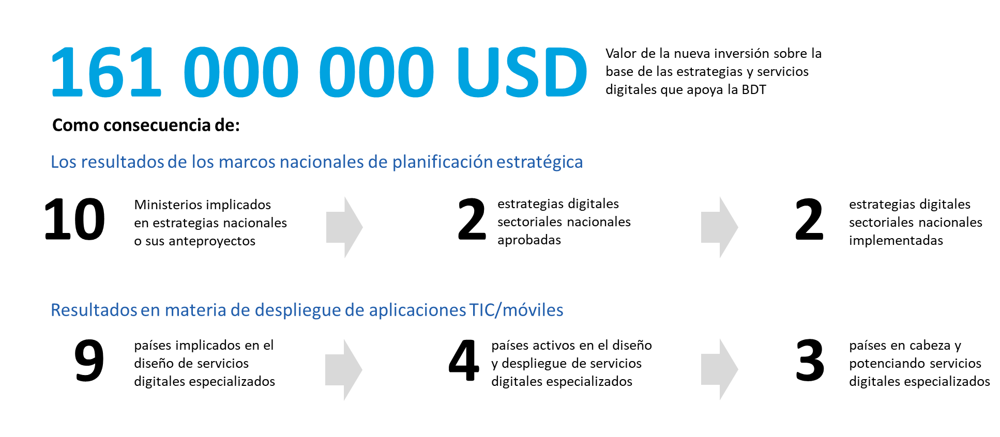 161 000 000 USD
Valor de la nueva inversión sobre la
base de las estrategias y servicios
digitales que apoya la BDT
Como consecuencia de:
Los resultados de los marcos nacionales de planificación estratégica
10
Ministerios implicados
en estrategias nacionales
o sus anteproyectos
2
estrategias digitales
sectoriales nacionales
aprobadas
2
estrategias digitales
sectoriales nacionales
implementadas
Resultados en materia de despliegue de aplicaciones TIC/móviles
9
países implicados en el
diseño de servicios
digitales especializados
4
países activos en el diseño
y despliegue de servicios
digitales especializados
3
países en cabeza y
potenciando servicios
digitales especializados